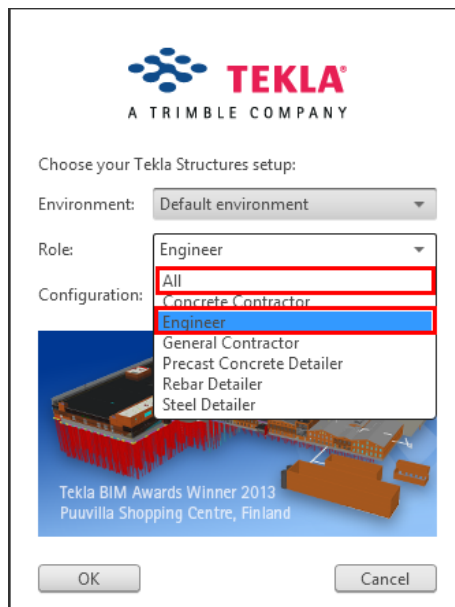 TEKLA®
A TRIMBLE COMPANY
Choose your Tekla Structures setup:
Environment: Default environment
Role: Engineer
All
Configuration:
Concrete Contractor
Engineer
General Contractor
Precast Concrete Detailer
Rebar Detailer
Steel Detailer
Tekla BIM Awards Winner 2013
Puuvilla Shopping Centre, Finland
OK Cancel